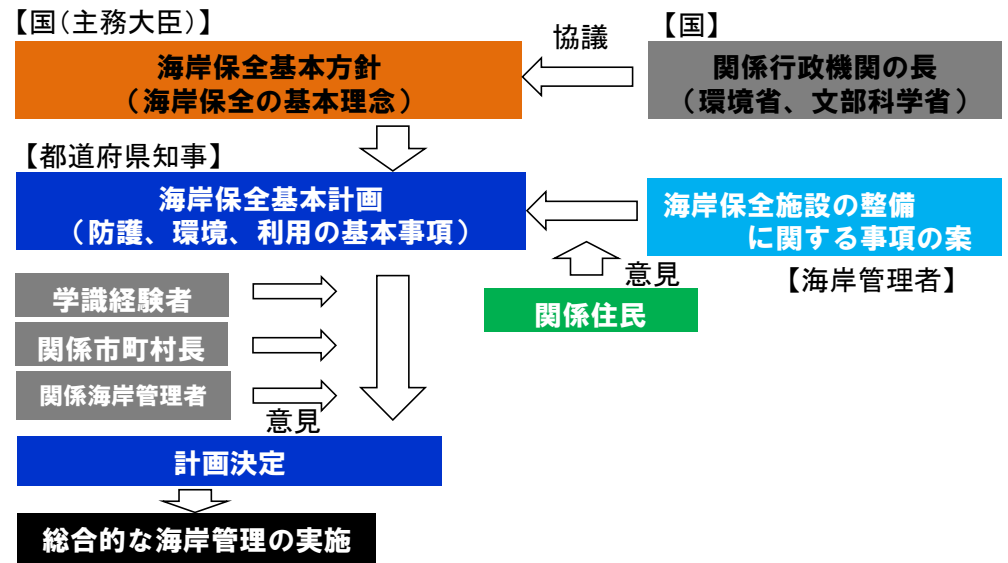 【国(主務大臣)】
協議
【国】
海岸保全基本方針
(海岸保全の基本理念)
関係行政機関の長
(環境省、文部科学省)
【都道府県知事】
海岸保全基本計画
(防護、環境、利用の基本事項)
海岸保全施設の整備
に関する事項の案
意見
【海岸管理者】
関係住民
学識経験者
関係市町村長
関係海岸管理者
意見
計画決定
総合的な海岸管理の実施